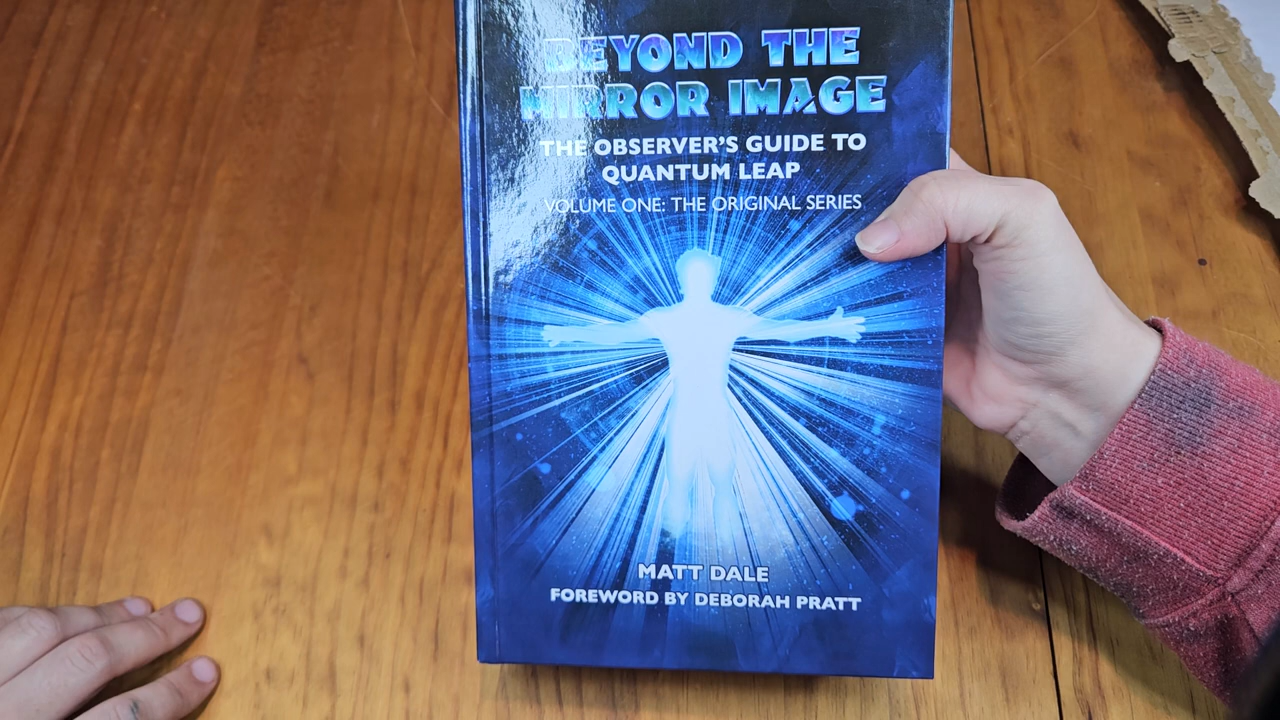 BEYOND THE
MIRROR IMAGE
THE OBSERVER'S GUIDE TO
QUANTUM LEAP
VOLUME ONE: THE ORIGINAL SERIES
MATT DALE
FOREWORD BY DEBORAH PRATT